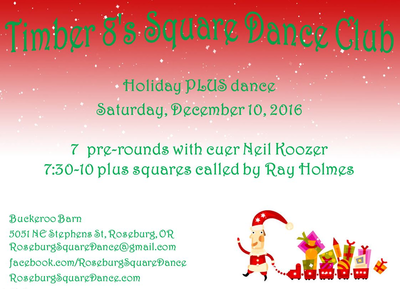 Timber 8's Square Dance Club
Holiday PLUS dance
Saturday, December 10, 2016
7 pre-rounds with cuer Neil Koozer
7:30-10 plus squares called by Ray Holmes
Buckeroo Barn
5051 NE Stephens St, Roseburg, OR
RoseburgSquareDance@gmail.com
facebook.com/RoseburgSquareDance
RoseburgSquareDance.com